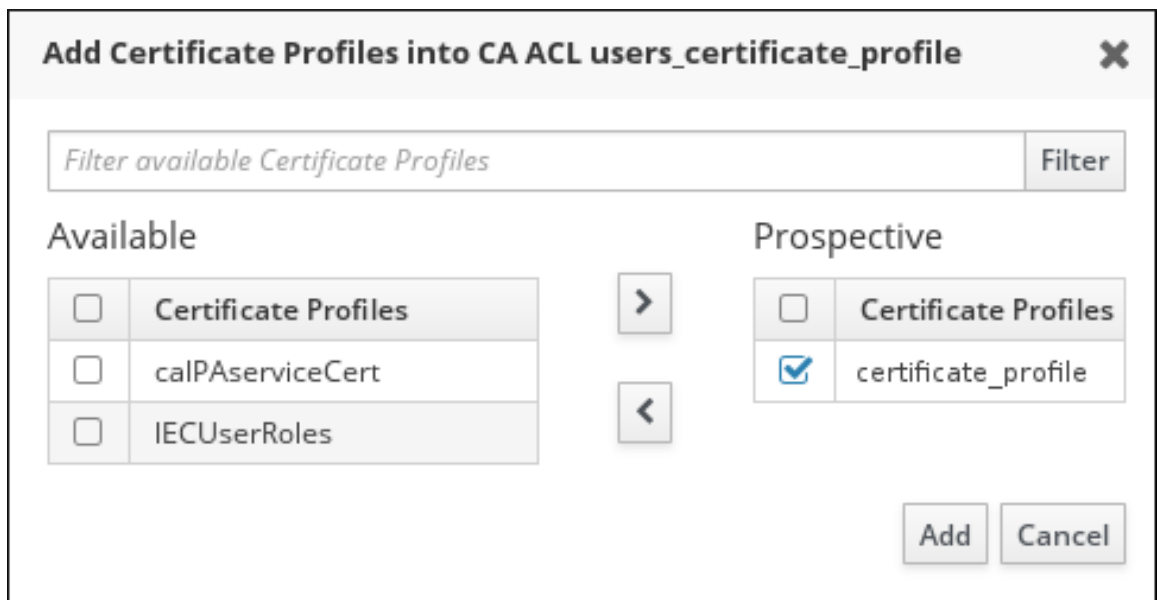 Add Certificate Profiles into CA ACL users_certificate_profile
Filter available Certificate Profiles
Filter
Available
Prospective
Certificate Profiles
Certificate Profiles
caIPAserviceCert
certificate_profile
IECUserRoles
Add
Cancel